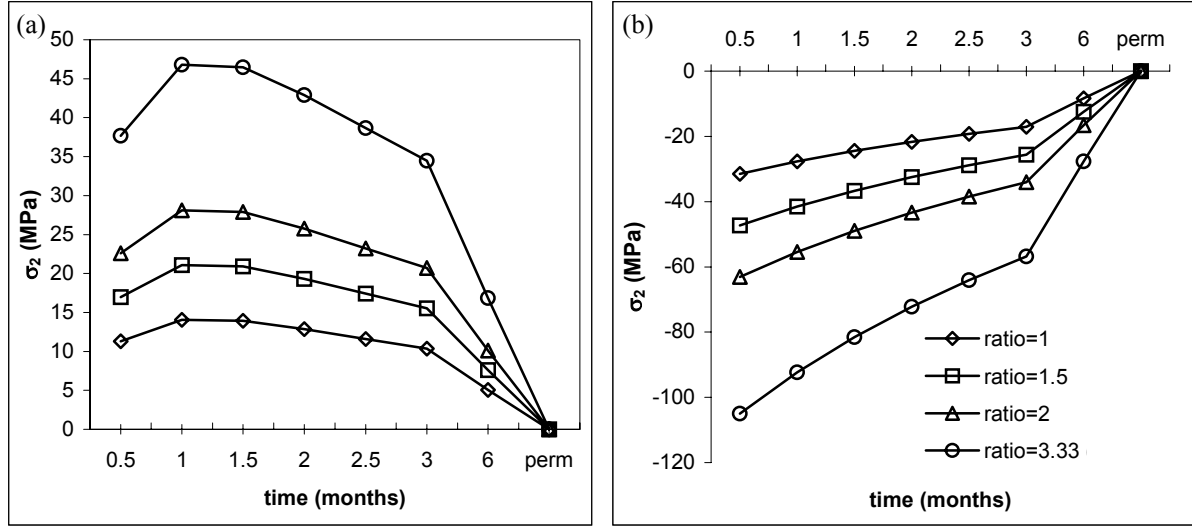 (a)
50
45
40
35
30
25
20
15
10
5
0
σ2 (MPa)
0.5 1 1.5 2 2.5 3 6 perm
time (months)
(b)
0.5 1 1.5 2 2.5 3 6 perm
0
-20
-40
-60
-80
-100
-120
σ2 (MPa)
ratio=1
ratio=1.5
ratio=2
ratio=3.33
time (months)